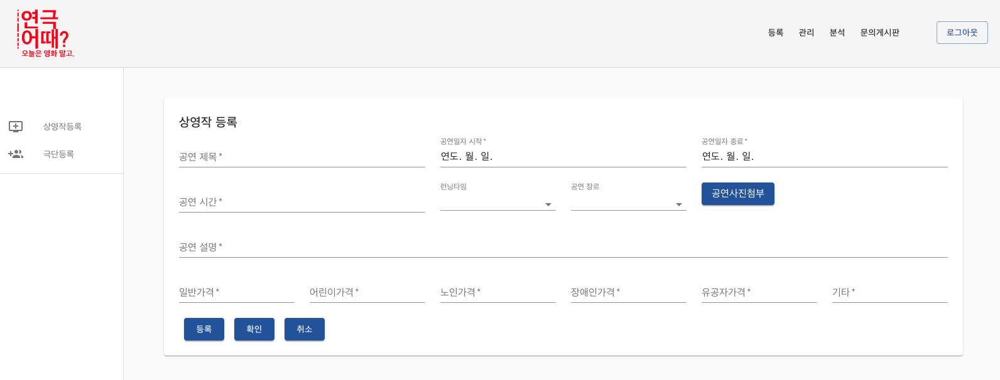 연극
어때?
오늘은 영화 말고.
등록 관리 분석 문의게시판 로그아웃
상영작등록
극단등록
상영작 등록
공연 제목 *
공연일자 시작 *
연도. 월. 일.
공연일자 종료 *
연도. 월. 일.
공연 시간 *
런닝타임
공연 장르
공연사진첨부
공연 설명 *
일반가격 * 어린이가격 * 노인가격 * 장애인가격 * 유공자가격 * 기타 *
등록 확인 취소